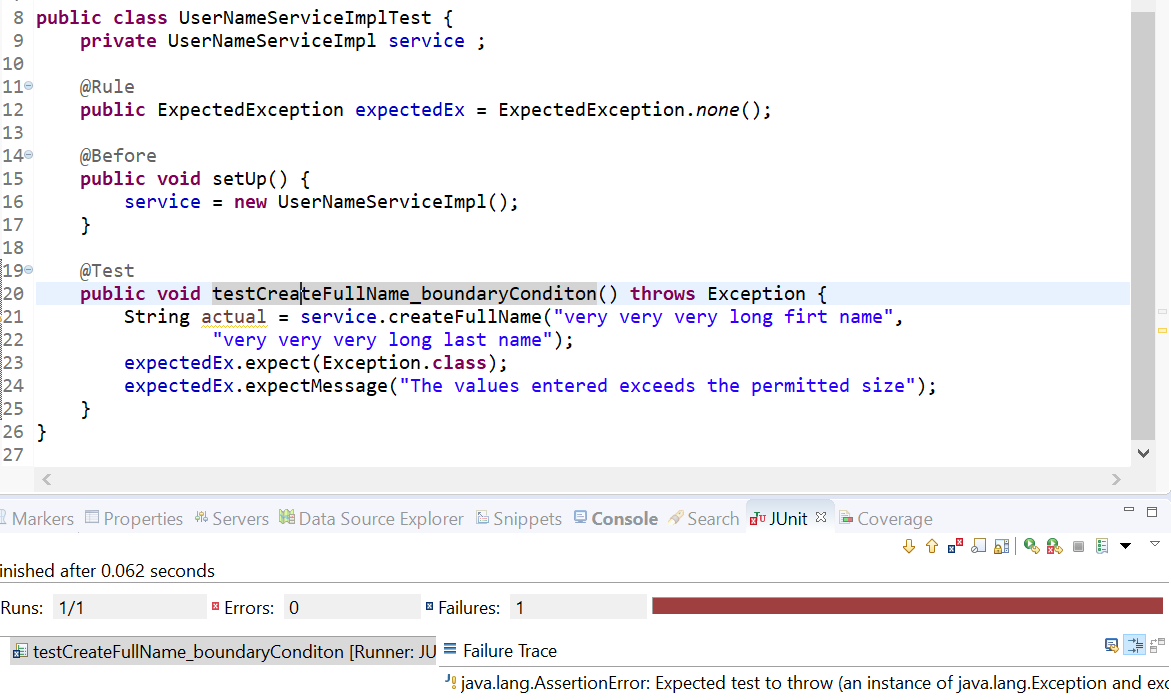 8 public class UserNameServiceImplTest {
9 private UserNameServiceImpl service ;
10
11 @Rule
12 public ExpectedException expectedEx = ExpectedException.none();
13
14 @Before
15 public void setUp() {
16 service = new UserNameServiceImpl();
17 }
18
19 @Test
20 public void testCreateFullName_boundaryConditon() throws Exception {
21 String actual = service.createFullName("very very very long firt name",
22 "very very very long last name");
23 expectedEx.expect(Exception.class);
24 expectedEx.expectMessage("The values entered exceeds the permitted size");
25 }
26 }
27
Markers Properties Servers Data Source Explorer Snippets Console Search JUnit Coverage
inished after 0.062 seconds
Runs: 1/1 Errors: 0 Failures: 1
testCreateFullName_boundaryConditon [Runner: JU Failure Trace
java.lang.AssertionError: Expected test to throw (an instance of java.lang.Exception and exc